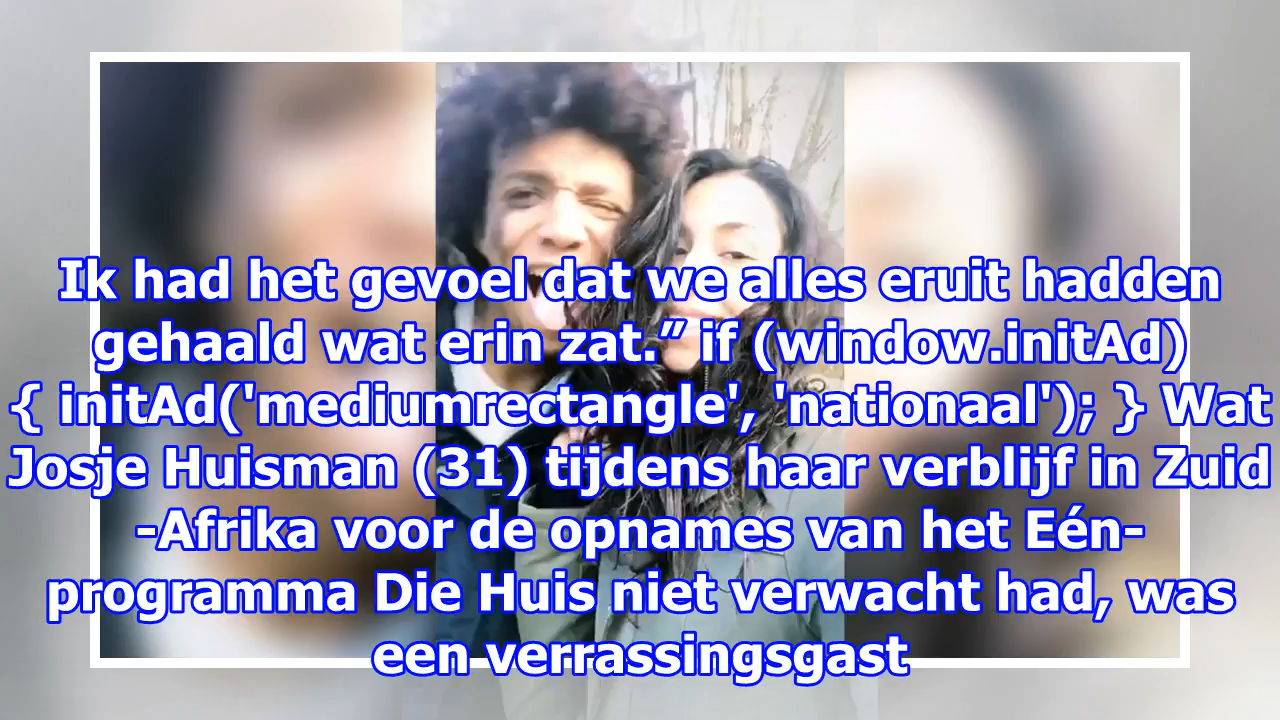 Ik had het gevoel dat we alles eruit hadden
gehaald wat erin zat.” if (window.initAd)
{ initAd('mediumrectangle', 'nationaal'); } Wat
Josje Huisman (31) tijdens haar verblijf in Zuid
-Afrika voor de opnames van het Eén-
programma Die Huis niet verwacht had, was
een verrassingsgast